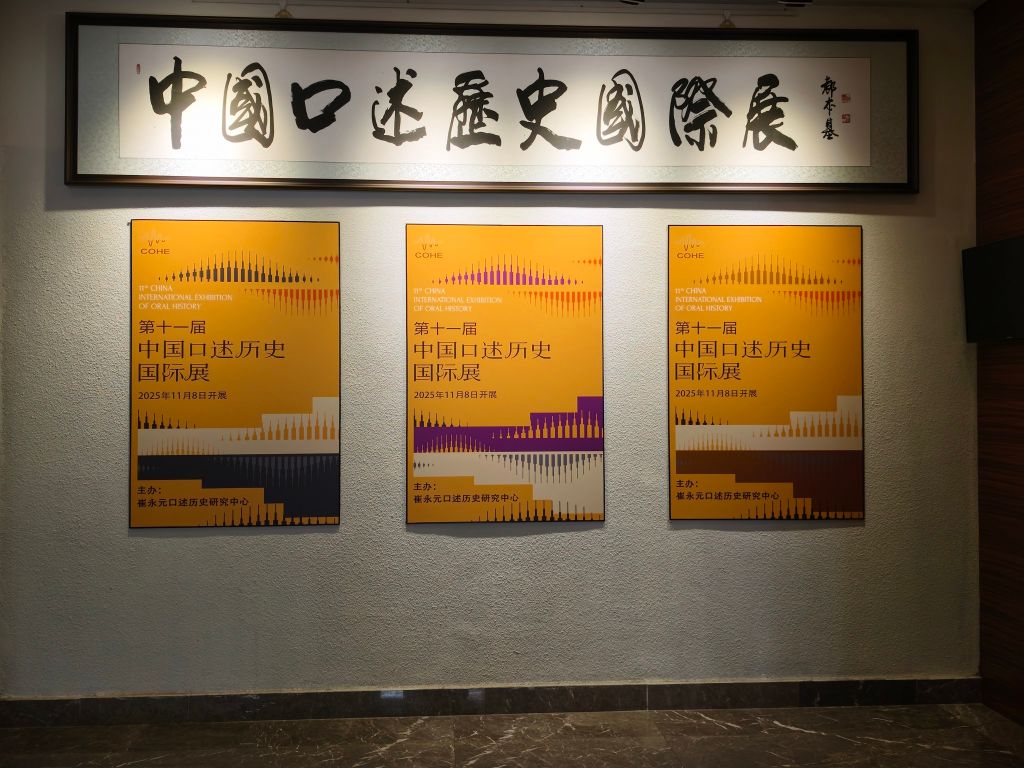 中國口述歷史國際展
都本基
COHE
11th CHINA
INTERNATIONAL EXHIBITION
OF ORAL HISTORY
第十一届
中国口述历史
国际展
2025年11月8日开展
主办：
崔永元口述历史研究中心
COHE
11th CHINA
INTERNATIONAL EXHIBITION
OF ORAL HISTORY
第十一届
中国口述历史
国际展
2025年11月8日开展
主办：
崔永元口述历史研究中心
COHE
11th CHINA
INTERNATIONAL EXHIBITION
OF ORAL HISTORY
第十一届
中国口述历史
国际展
2025年11月8日开展
主办：
崔永元口述历史研究中心